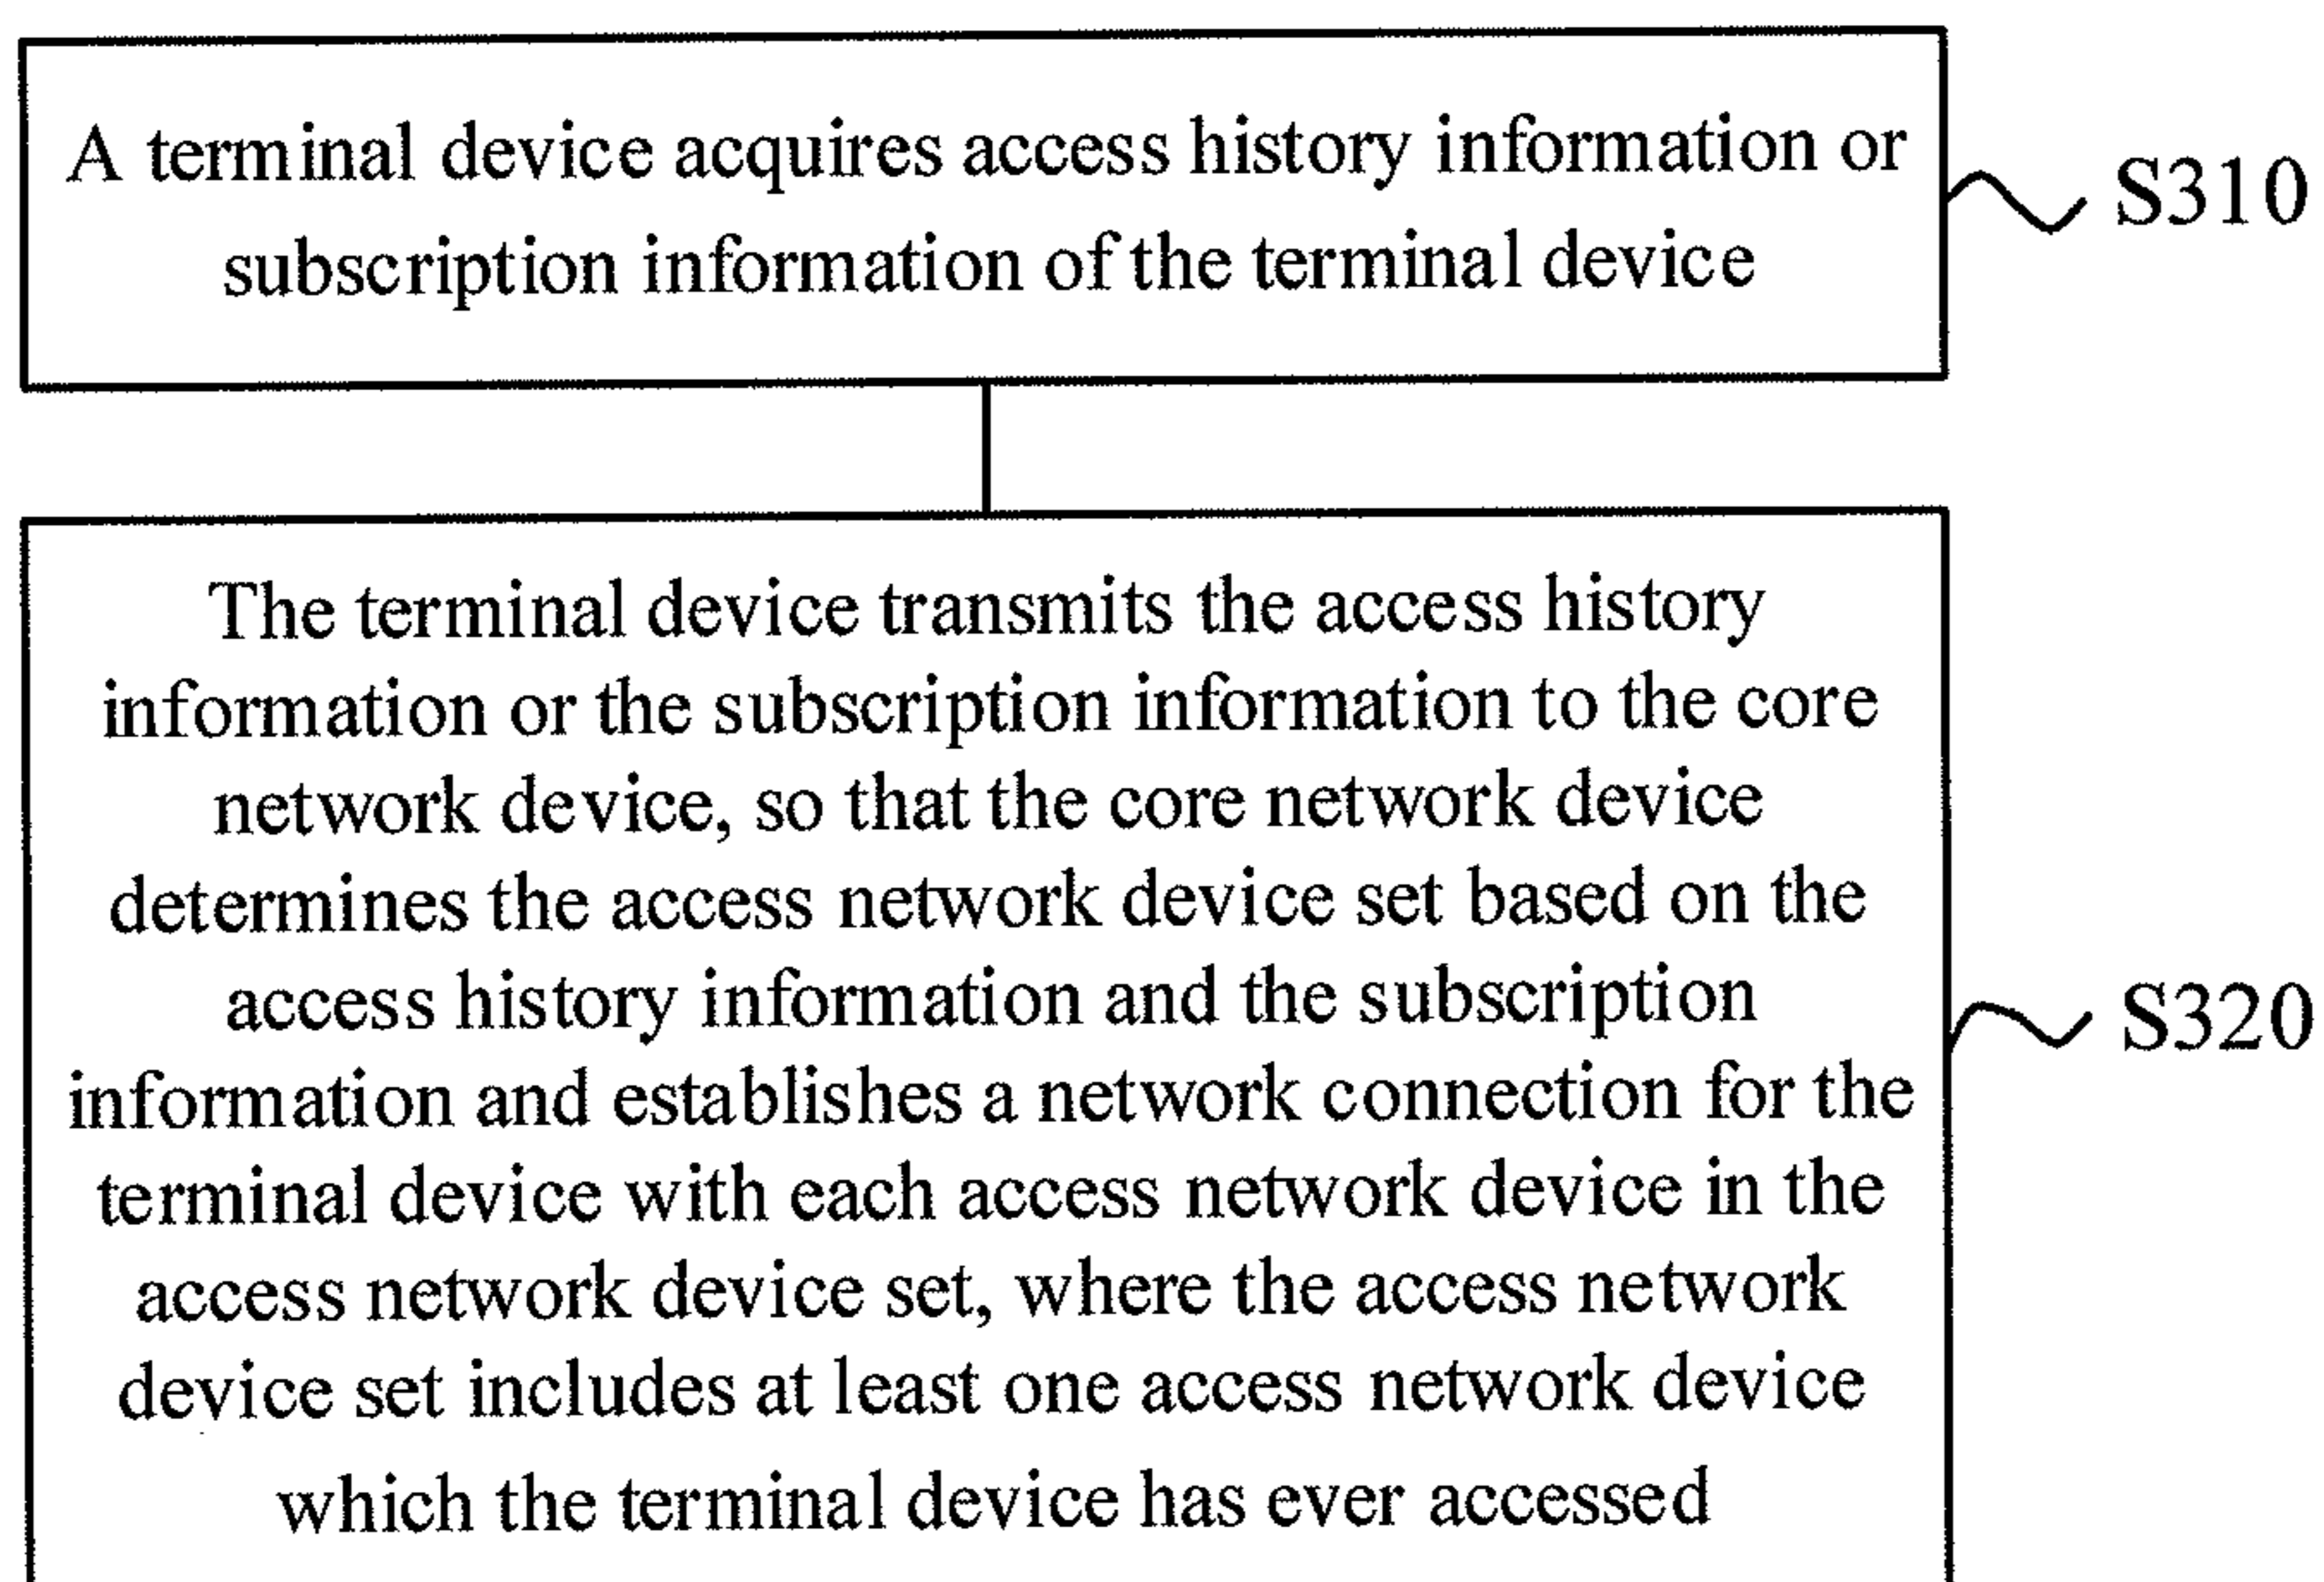 A terminal device acquires access history information or
subscription information of the terminal device
S310
The terminal device transmits the access history
information or the subscription information to the core
network device, so that the core network device
determines the access network device set based on the
access history information and the subscription
information and establishes a network connection for the
terminal device with each access network device in the
access network device set, where the access network
device set includes at least one access network device
which the terminal device has ever accessed
S320